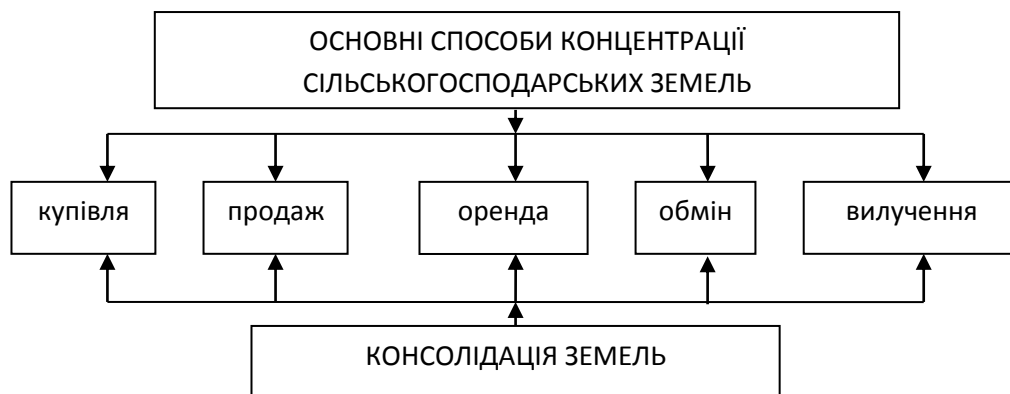 ОСНОВНІ СПОСОБИ КОНЦЕНТРАЦІЇ
СІЛЬСЬКОГОСПОДАРСЬКИХ ЗЕМЕЛЬ
купівля
продаж
оренда
обмін
вилучення
КОНСОЛІДАЦІЯ ЗЕМЕЛЬ